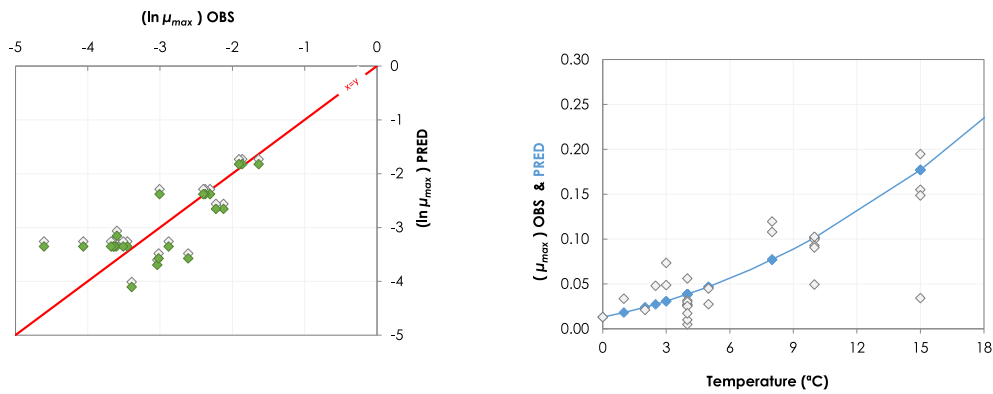 (ln μmax ) OBS
-5 -4 -3 -2 -1 0
0
x=y
-1
-2
-3
-4
-5
(ln μmax ) PRED
0.30
0.25
0.20
0.15
0.10
0.05
0.00
( μmax ) OBS & PRED
0 3 6 9 12 15 18
Temperature (ºC)